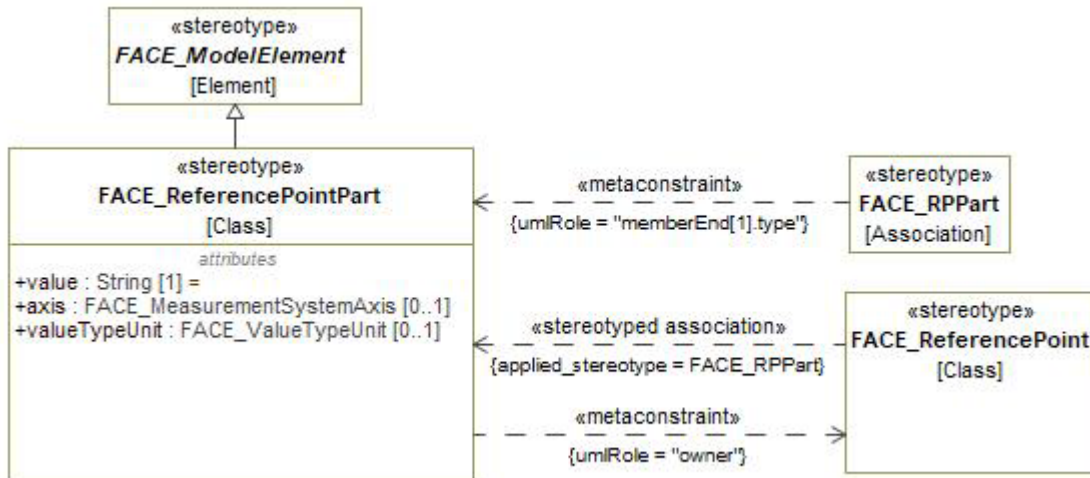 «stereotype»
FACE_ModelElement
[Element]
«stereotype»
FACE_ReferencePointPart
[Class]
attributes
+value : String [1] =
+axis : FACE_MeasurementSystemAxis [0..1]
+valueTypeUnit : FACE_ValueTypeUnit [0..1]
«metaconstraint»
{umlRole = "memberEnd[1].type"}
«stereotype»
FACE_RPPart
[Association]
«stereotyped association»
{applied_stereotype = FACE_RPPart}
«stereotype»
FACE_ReferencePoint
[Class]
«metaconstraint»
{umlRole = "owner"}